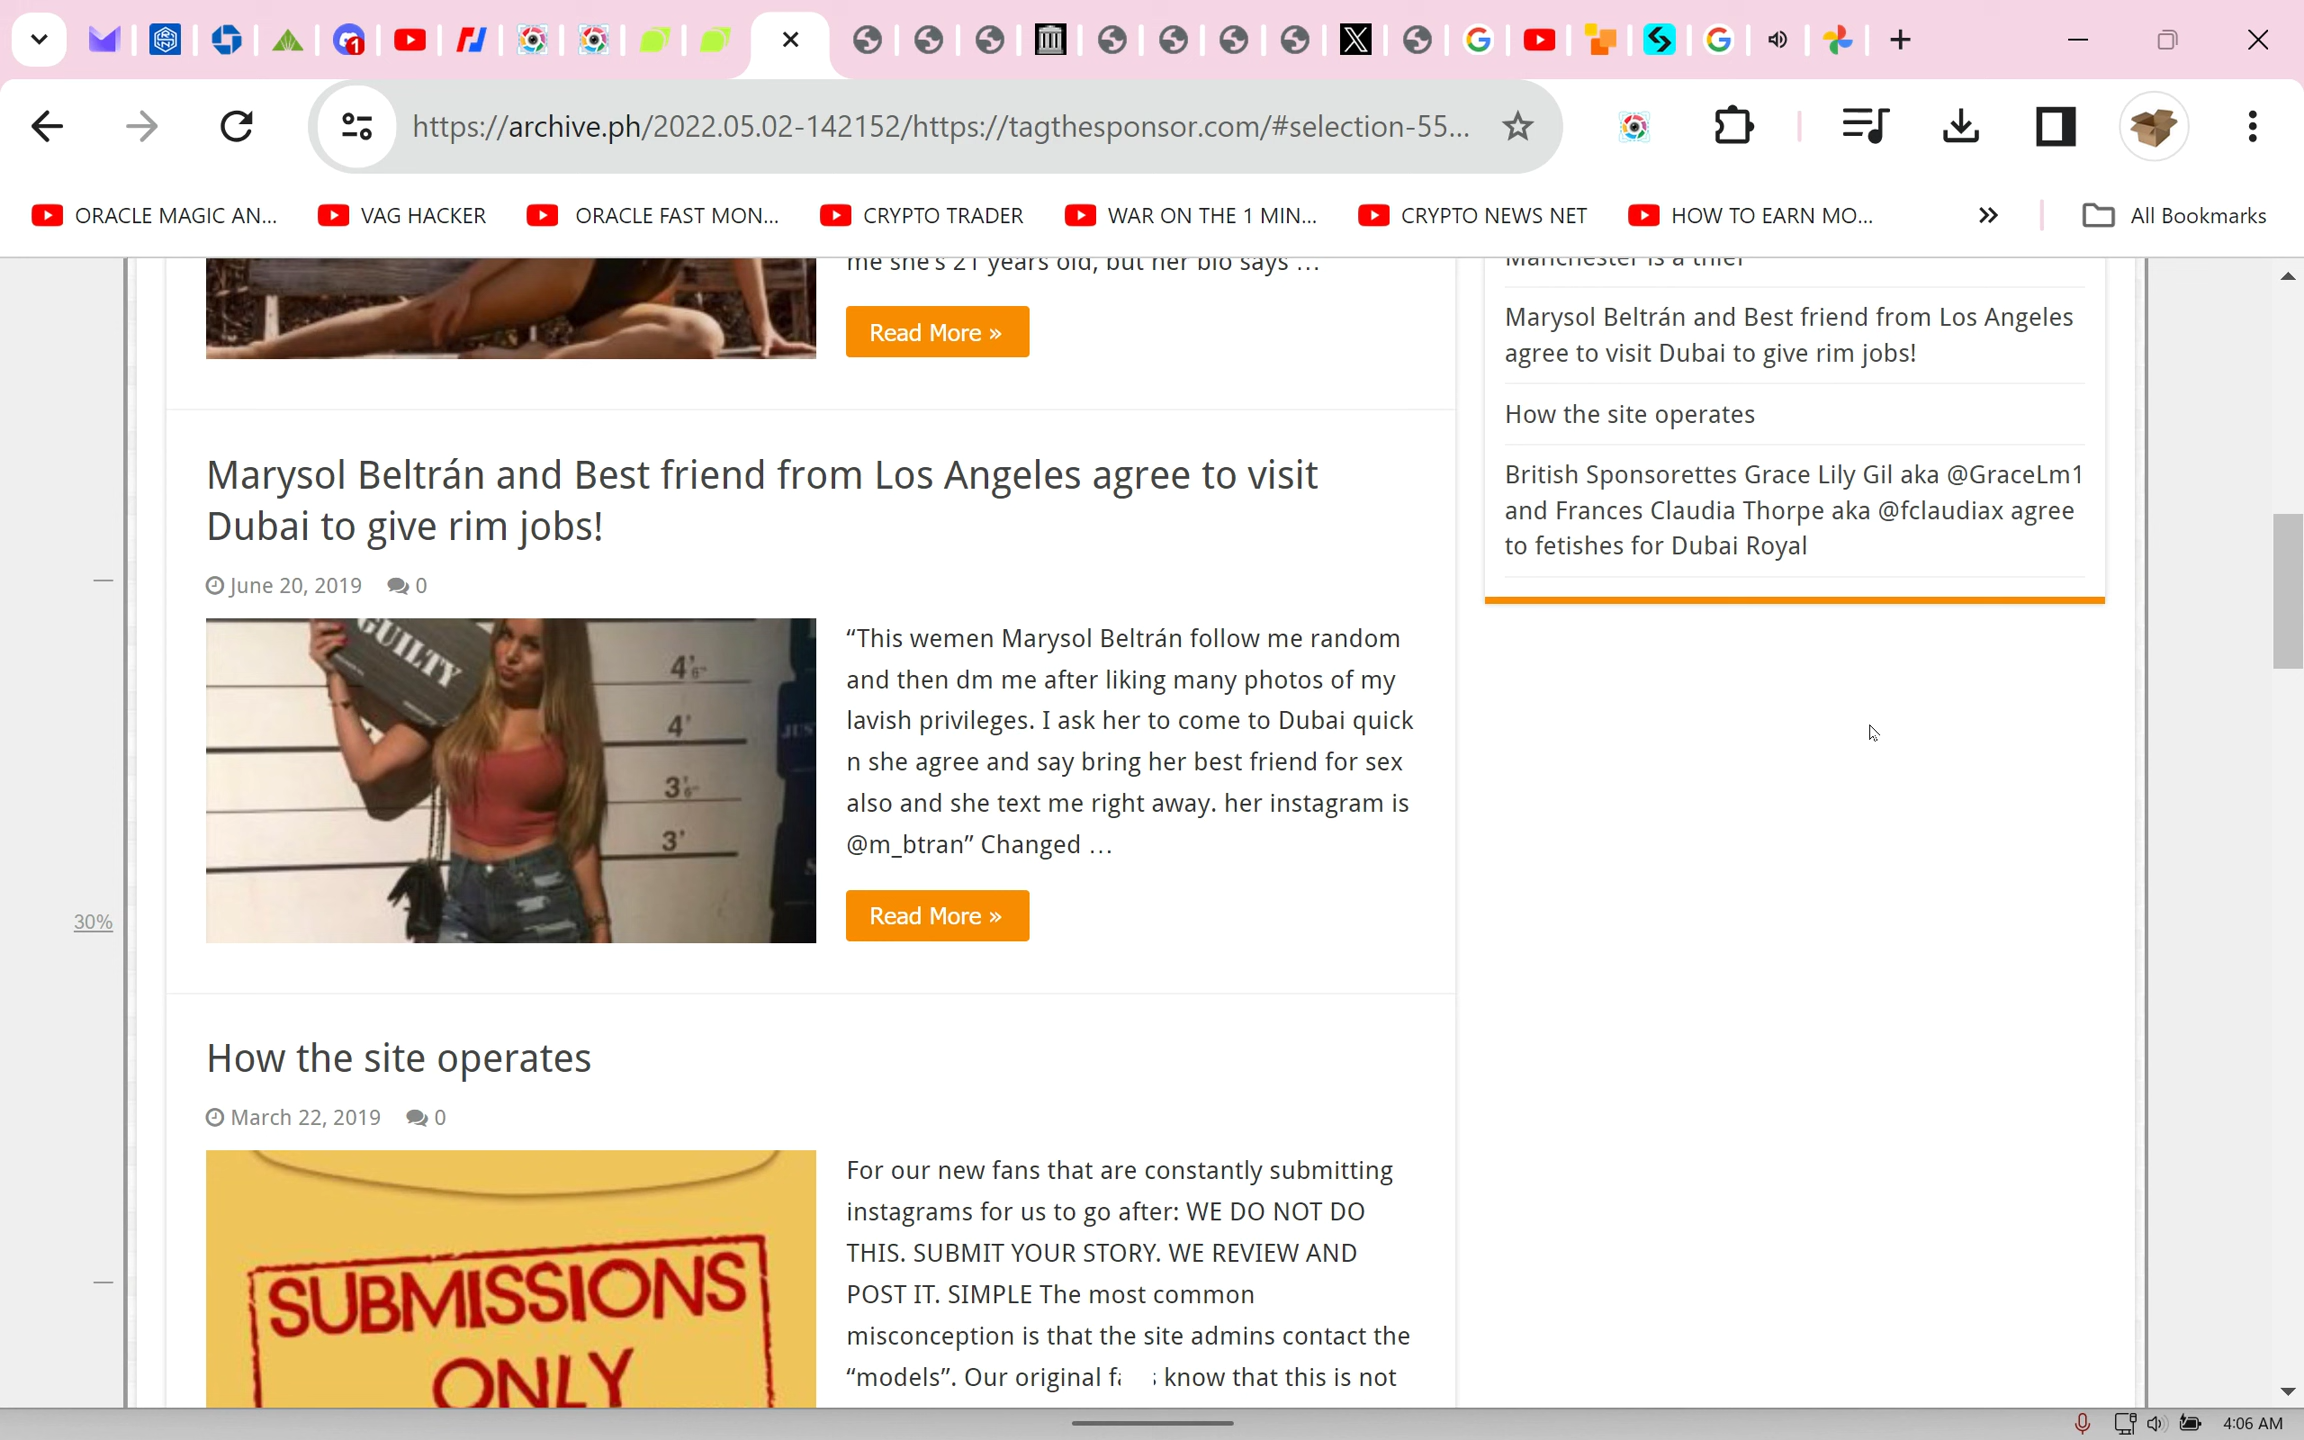 https://archive.ph/2022.05.02-142152/https://tagthesponsor.com/#selection-55...
ORACLE MAGIC AN...
VAG HACKER
ORACLE FAST MON...
CRYPTO TRADER
WAR ON THE 1 MIN...
CRYPTO NEWS NET
HOW TO EARN MO...
All Bookmarks
me she's 21 years old, but her bio says …
Read More »
Marysol Beltrán and Best friend from Los Angeles agree to visit
Dubai to give rim jobs!
June 20, 2019 0
GUILTY
4'6"
4'
3'6"
3'
JUS
“This wemen Marysol Beltrán follow me random
and then dm me after liking many photos of my
lavish privileges. I ask her to come to Dubai quick
n she agree and say bring her best friend for sex
also and she text me right away. her instagram is
@m_btran” Changed …
Read More »
How the site operates
March 22, 2019 0
SUBMISSIONS
ONLY
For our new fans that are constantly submitting
instagrams for us to go after: WE DO NOT DO
THIS. SUBMIT YOUR STORY. WE REVIEW AND
POST IT. SIMPLE The most common
misconception is that the site admins contact the
“models”. Our original know that this is not
Manchester is a thief
Marysol Beltrán and Best friend from Los Angeles
agree to visit Dubai to give rim jobs!
How the site operates
British Sponsorettes Grace Lily Gil aka @GraceLm1
and Frances Claudia Thorpe aka @fclaudiax agree
to fetishes for Dubai Royal
30%
4:06 AM